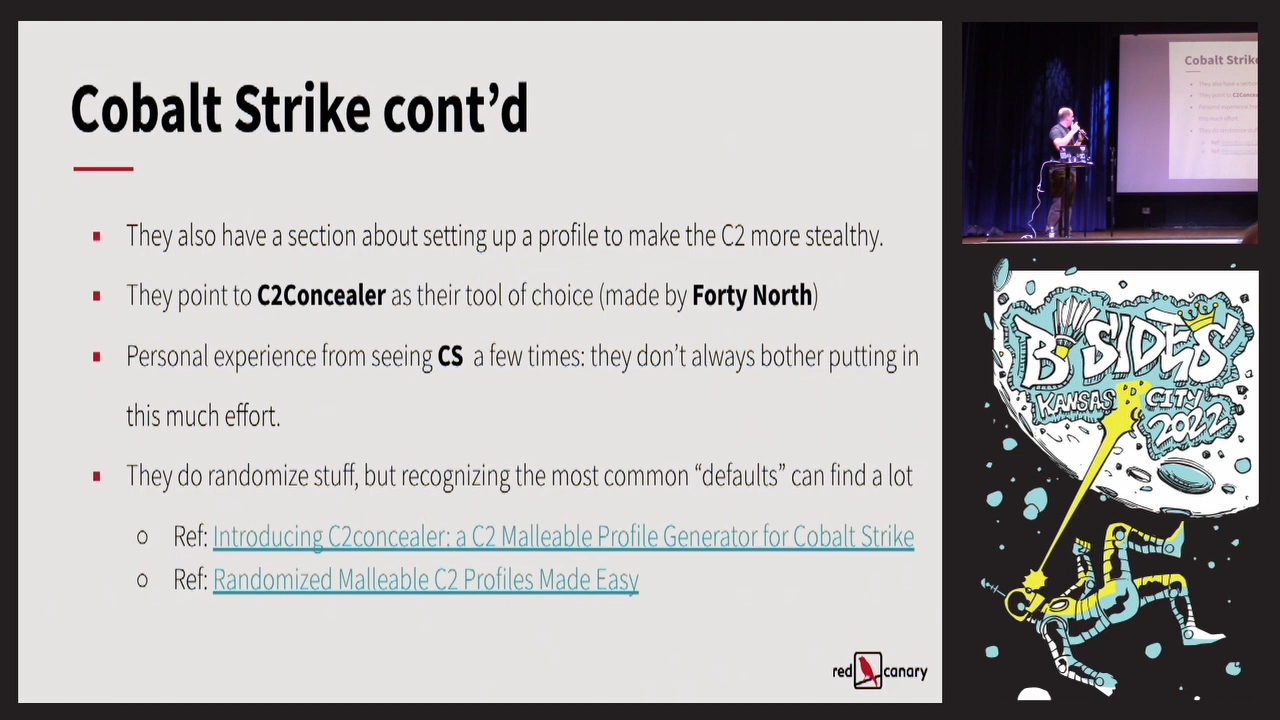 Cobalt Strike cont’d
They also have a section about setting up a profile to make the C2 more stealthy.
They point to C2Concealer as their tool of choice (made by Forty North)
Personal experience from seeing CS a few times: they don’t always bother putting in
this much effort.
They do randomize stuff, but recognizing the most common “defaults” can find a lot
Ref: Introducing C2concealer: a C2 Malleable Profile Generator for Cobalt Strike
Ref: Randomized Malleable C2 Profiles Made Easy
red canary
Cobalt Strik
B SIDES
KANSAS CITY
2022